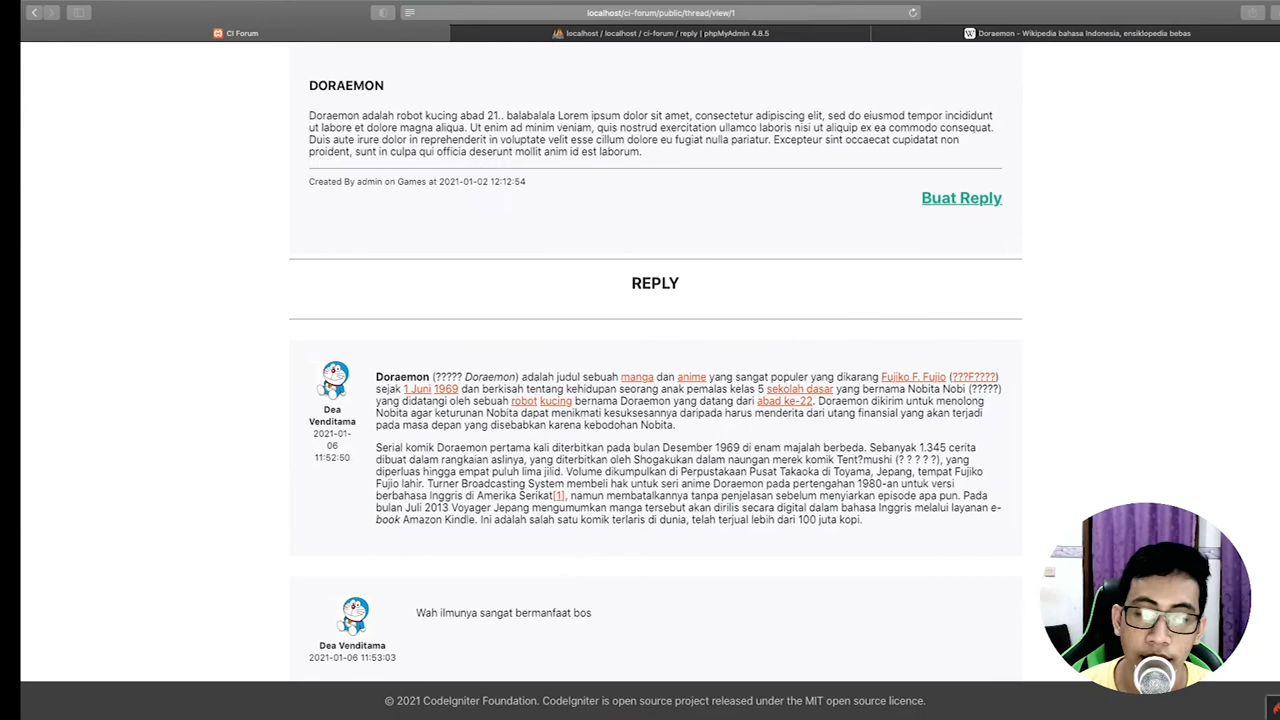 localhost/ci-forum/public/thread/view/1
CI Forum
localhost / localhost / ci-forum / reply | phpMyAdmin 4.8.5
Doraemon - Wikipedia bahasa Indonesia, ensiklopedia bebas
DORAEMON
Doraemon adalah robot kucing abad 21.. balabalala Lorem ipsum dolor sit amet, consectetur adipiscing elit, sed do eiusmod tempor incididunt
ut labore et dolore magna aliqua. Ut enim ad minim veniam, quis nostrud exercitation ullamco laboris nisi ut aliquip ex ea commodo consequat.
Duis aute irure dolor in reprehenderit in voluptate velit esse cillum dolore eu fugiat nulla pariatur. Excepteur sint occaecat cupidatat non
proident, sunt in culpa qui officia deserunt mollit anim id est laborum.
Created By admin on Games at 2021-01-02 12:12:54
Buat Reply
REPLY
Dea
Venditama
2021-01-
06
11:52:50
Doraemon (????? Doraemon) adalah judul sebuah manga dan anime yang sangat populer yang dikarang Fujiko F. Fujio (???F????)
sejak 1 Juni 1969 dan berkisah tentang kehidupan seorang anak pemalas kelas 5 sekolah dasar yang bernama Nobita Nobi (?????)
yang didatangi oleh sebuah robot kucing bernama Doraemon yang datang dari abad ke-22. Doraemon dikirim untuk menolong
Nobita agar keturunan Nobita dapat menikmati kesuksesannya daripada harus menderita dari utang finansial yang akan terjadi
pada masa depan yang disebabkan karena kebodohan Nobita.
Serial komik Doraemon pertama kali diterbitkan pada bulan Desember 1969 di enam majalah berbeda. Sebanyak 1.345 cerita
dibuat dalam rangkaian aslinya, yang diterbitkan oleh Shogakukan dalam naungan merek komik Tent?mushi (? ? ? ? ?), yang
diperluas hingga empat puluh lima jilid. Volume dikumpulkan di Perpustakaan Pusat Takaoka di Toyama, Jepang, tempat Fujiko
Fujio lahir. Turner Broadcasting System membeli hak untuk seri anime Doraemon pada pertengahan 1980-an untuk versi
berbahasa Inggris di Amerika Serikat[1], namun membatalkannya tanpa penjelasan sebelum menyiarkan episode apa pun. Pada
bulan Juli 2013 Voyager Jepang mengumumkan manga tersebut akan dirilis secara digital dalam bahasa Inggris melalui layanan e-
book Amazon Kindle. Ini adalah salah satu komik terlaris di dunia, telah terjual lebih dari 100 juta kopi.
Dea Venditama
2021-01-06 11:53:03
Wah ilmunya sangat bermanfaat bos
© 2021 CodeIgniter Foundation. CodeIgniter is open source project released under the MIT open source licence.